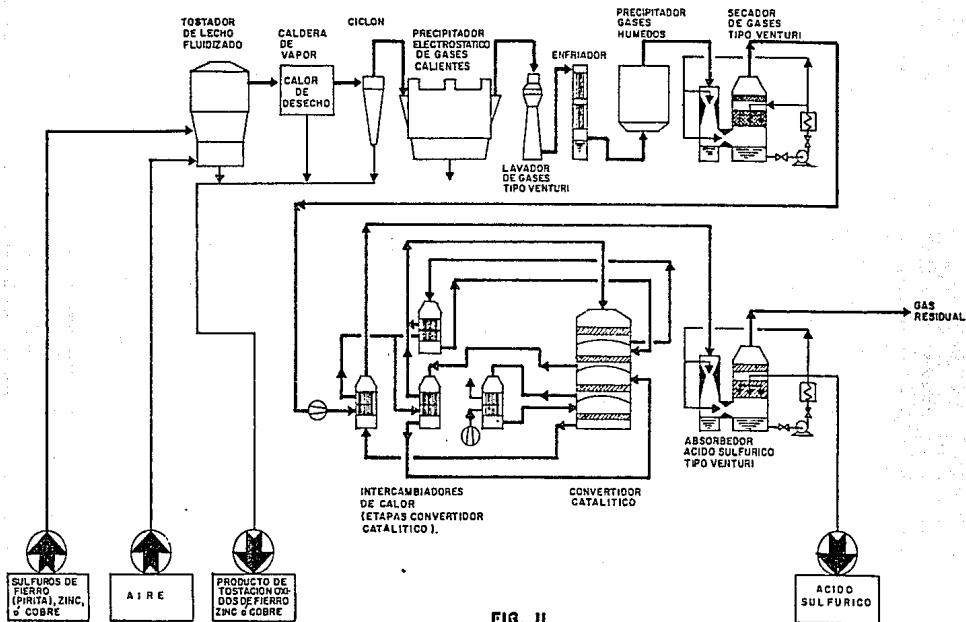 TOSTADOR
DE LECHO
FLUIDIZADO
CALDERA
DE
VAPOR
CALOR
DE
DESECHO
CICLON
PRECIPITADOR
ELECTROSTATICO
DE GASES
CALIENTES
LAVADOR
DE GASES
TIPO VENTURI
ENFRIADOR
PRECIPITADOR
GASES
HUMEDOS
SECADOR
DE GASES
TIPO VENTURI
GAS
RESIDUAL
ABSORBEDOR
ACIDO SULFURICO
TIPO VENTURI
INTERCAMBIADORES
DE CALOR
(ETAPAS CONVERTIDOR
CATALITICO).
CONVERTIDOR
CATALITICO
SULFUROS DE
FIERRO
(PIRITA), ZINC,
ó COBRE
AIRE
PRODUCTO DE
TOSTACION OXI-
DOS DE FIERRO
ZINC ó COBRE
ACIDO
SULFURICO
FIG. II